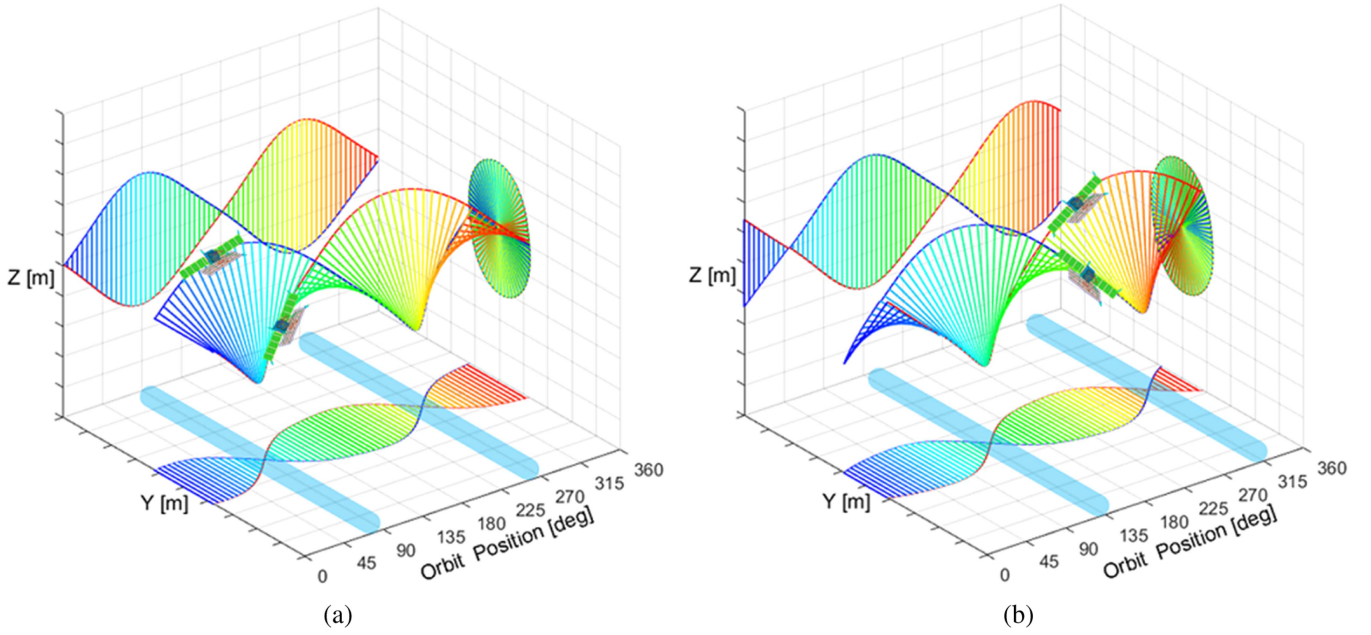 Z [m]
Y [m]
0
45
90
135
180
225
270
315
360
Orbit Position [deg]
(a)
Z [m]
Y [m]
0
45
90
135
180
225
270
315
360
Orbit Position [deg]
(b)